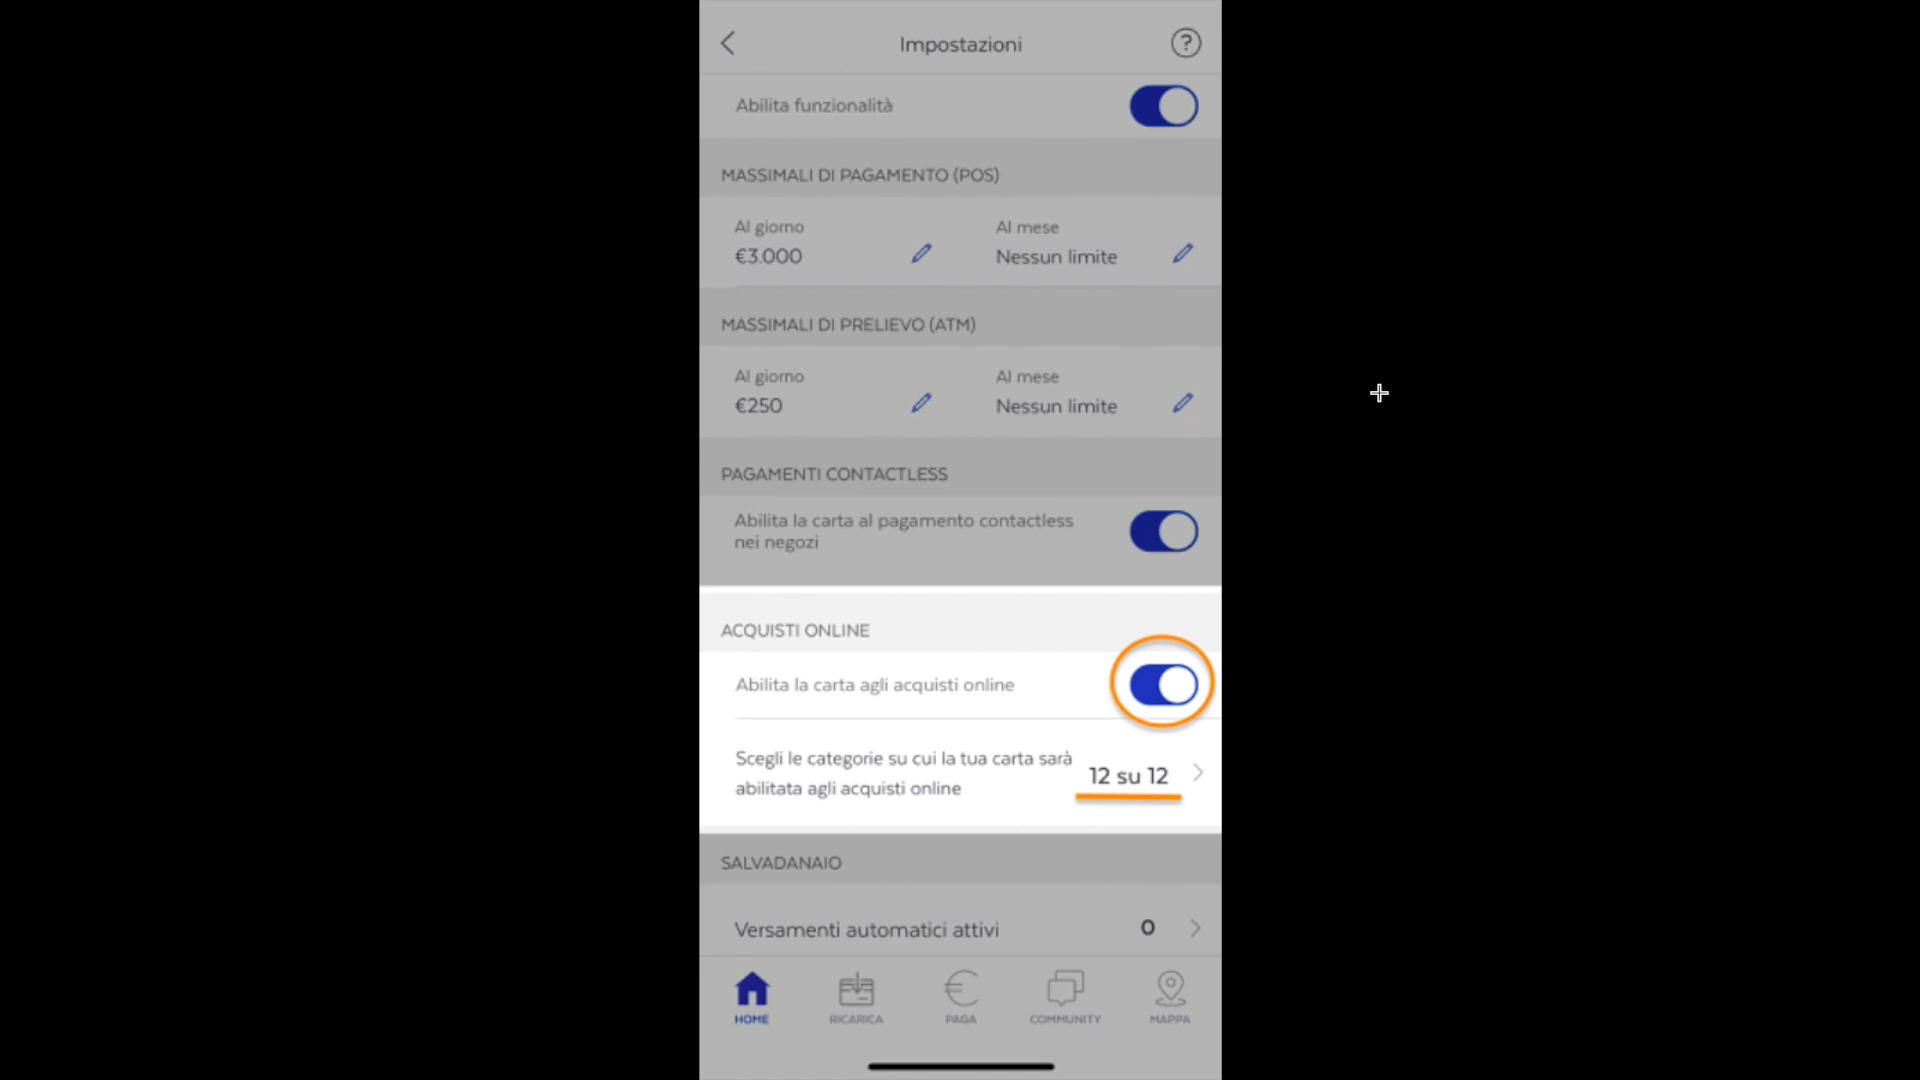 Impostazioni
Abilita funzionalità
MASSIMALI DI PAGAMENTO (POS)
Al giorno
Al mese
€3.000
Nessun limite
MASSIMALI DI PRELIEVO (ATM)
Al giorno
Al mese
€250
Nessun limite
PAGAMENTI CONTACTLESS
Abilita la carta al pagamento contactless
nei negozi
ACQUISTI ONLINE
Abilita la carta agli acquisti online
Scegli le categorie su cui la tua carta sarà
abilitata agli acquisti online
12 su 12
SALVADANAIO
Versamenti automatici attivi
0
HOME
RICARICA
PAGA
COMMUNITY
MAPPA